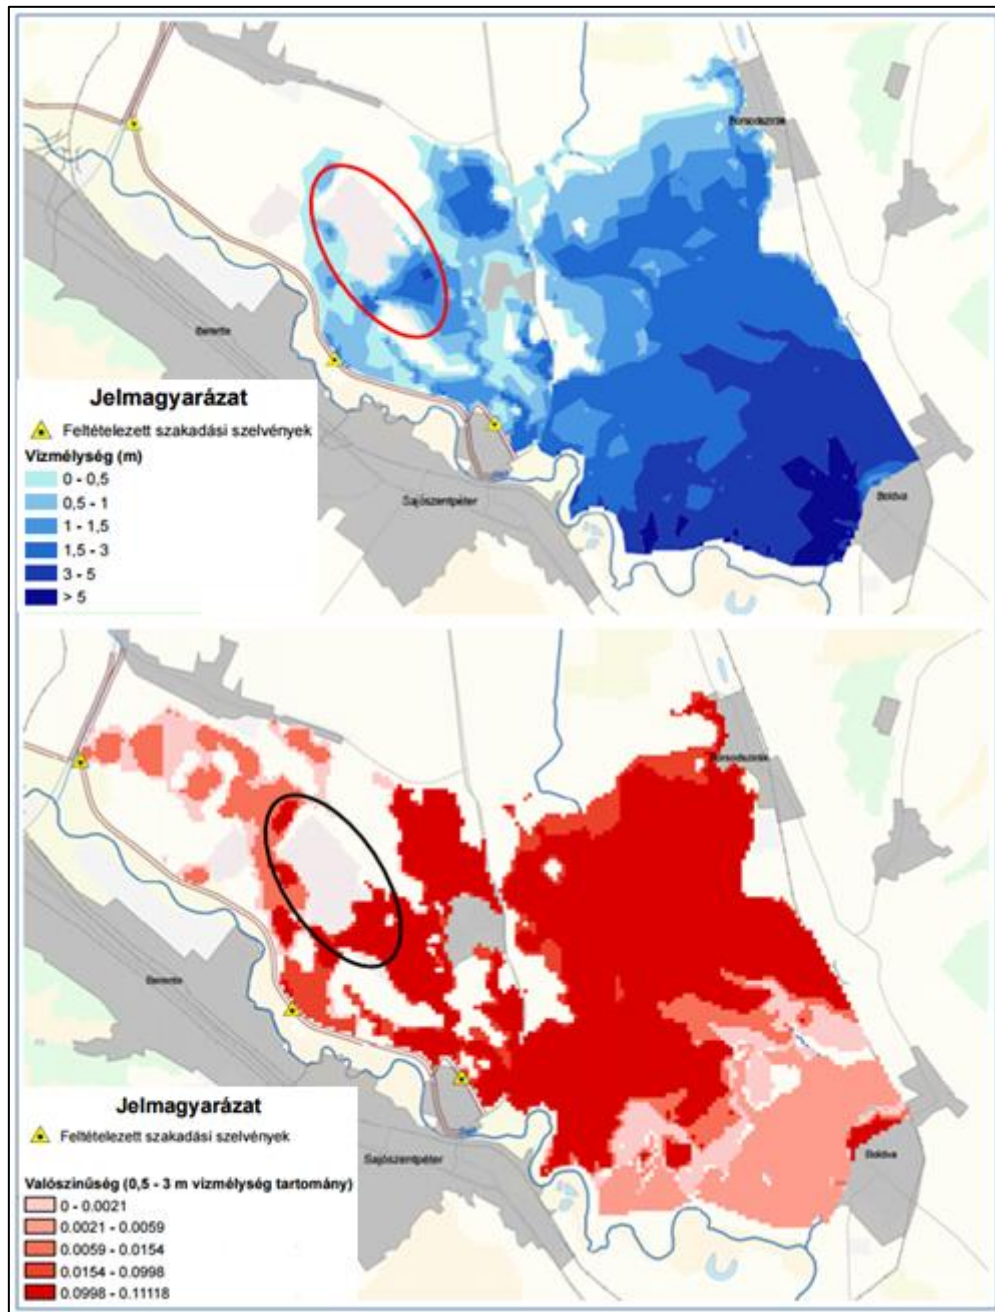 Borsodszirák
Berente
Jelmagyarázat
Feltételezett szakadási szelvények
Vízmélység (m)
0 - 0,5
0,5 - 1
1 - 1,5
1,5 - 3
3 - 5
> 5
Sajószentpéter
Boldva
Borsodszirák
Berente
Jelmagyarázat
Feltételezett szakadási szelvények
Sajószentpéter
Boldva
Valószínűség (0,5 - 3 m vízmélység tartomány)
0 - 0.0021
0.0021 - 0.0059
0.0059 - 0.0154
0.0154 - 0.0998
0.0998 - 0.11118